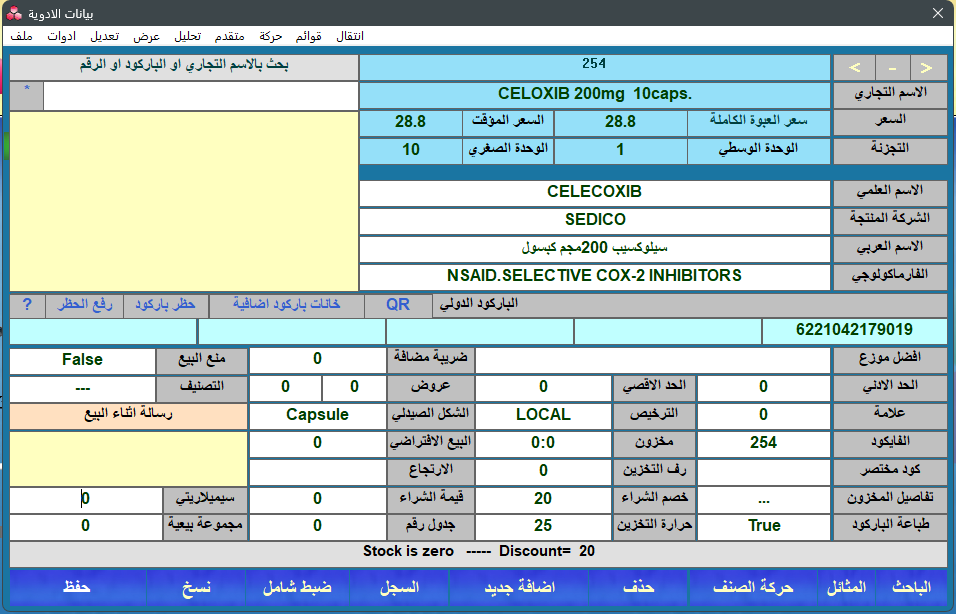 بيانات الادوية
ملف ادوات تعديل عرض تحليل متقدم حركة قوائم انتقال
< - > 254 بحث بالاسم التجاري او الباركود او الرقم
الاسم التجاري CELOXIB 200mg 10caps. *
السعر سعر العبوة الكاملة 28.8 السعر المؤقت 28.8
التجزئة الوحدة الوسطي 1 الوحدة الصغري 10
الاسم العلمي CELECOXIB
الشركة المنتجة SEDICO
الاسم العربي سيلوكسيب 200مجم كبسول
الفارماكولوجي NSAID.SELECTIVE COX-2 INHIBITORS
الباركود الدولي QR خانات باركود اضافية حظر باركود رفع الحظر ?
6221042179019
افضل موزع ضريبة مضافة 0 منع البيع False
الحد الادني 0 الحد الاقصي 0 عروض 0 0 التصنيف ---
علامة 0 الترخيص LOCAL الشكل الصيدلي Capsule رسالة اثناء البيع
الفايكود 254 مخزون 0:0 البيع الافتراضي 0
كود مختصر رف التخزين 0 الارتجاع
تفاصيل المخزون ... خصم الشراء 20 قيمة الشراء 0 سيميلاريتي 0
طباعة الباركود True حرارة التخزين 25 جدول رقم 0 مجموعة بيعية 0
Stock is zero ----- Discount= 20
الباحث المثائل حركة الصنف حذف اضافة جديد السجل ضبط شامل نسخ حفظ